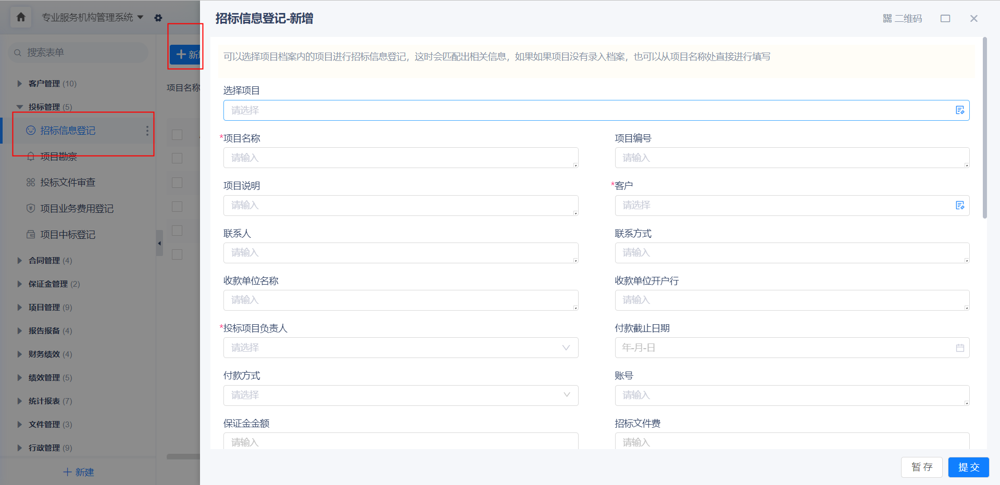 专业服务机构管理系统
搜索表单
客户管理 (10)
投标管理 (5)
招标信息登记
项目勘察
投标文件审查
项目业务费用登记
项目中标登记
合同管理 (4)
保证金管理 (2)
项目管理 (9)
报告报备 (4)
财务绩效 (4)
绩效管理 (5)
统计报表 (7)
文件管理 (3)
行政管理 (9)
新建
项目名称
招标信息登记-新增
二维码
可以选择项目档案内的项目进行招标信息登记，这时会匹配出相关信息，如果如果项目没有录入档案，也可以从项目名称处直接进行填写
选择项目
请选择
*项目名称 项目编号
请输入 请输入
项目说明 *客户
请输入 请选择
联系人 联系方式
请输入 请输入
收款单位名称 收款单位开户行
请输入 请输入
*投标项目负责人 付款截止日期
请选择 年-月-日
付款方式 账号
请选择 请输入
保证金金额 招标文件费
请输入 请输入
暂存 提交